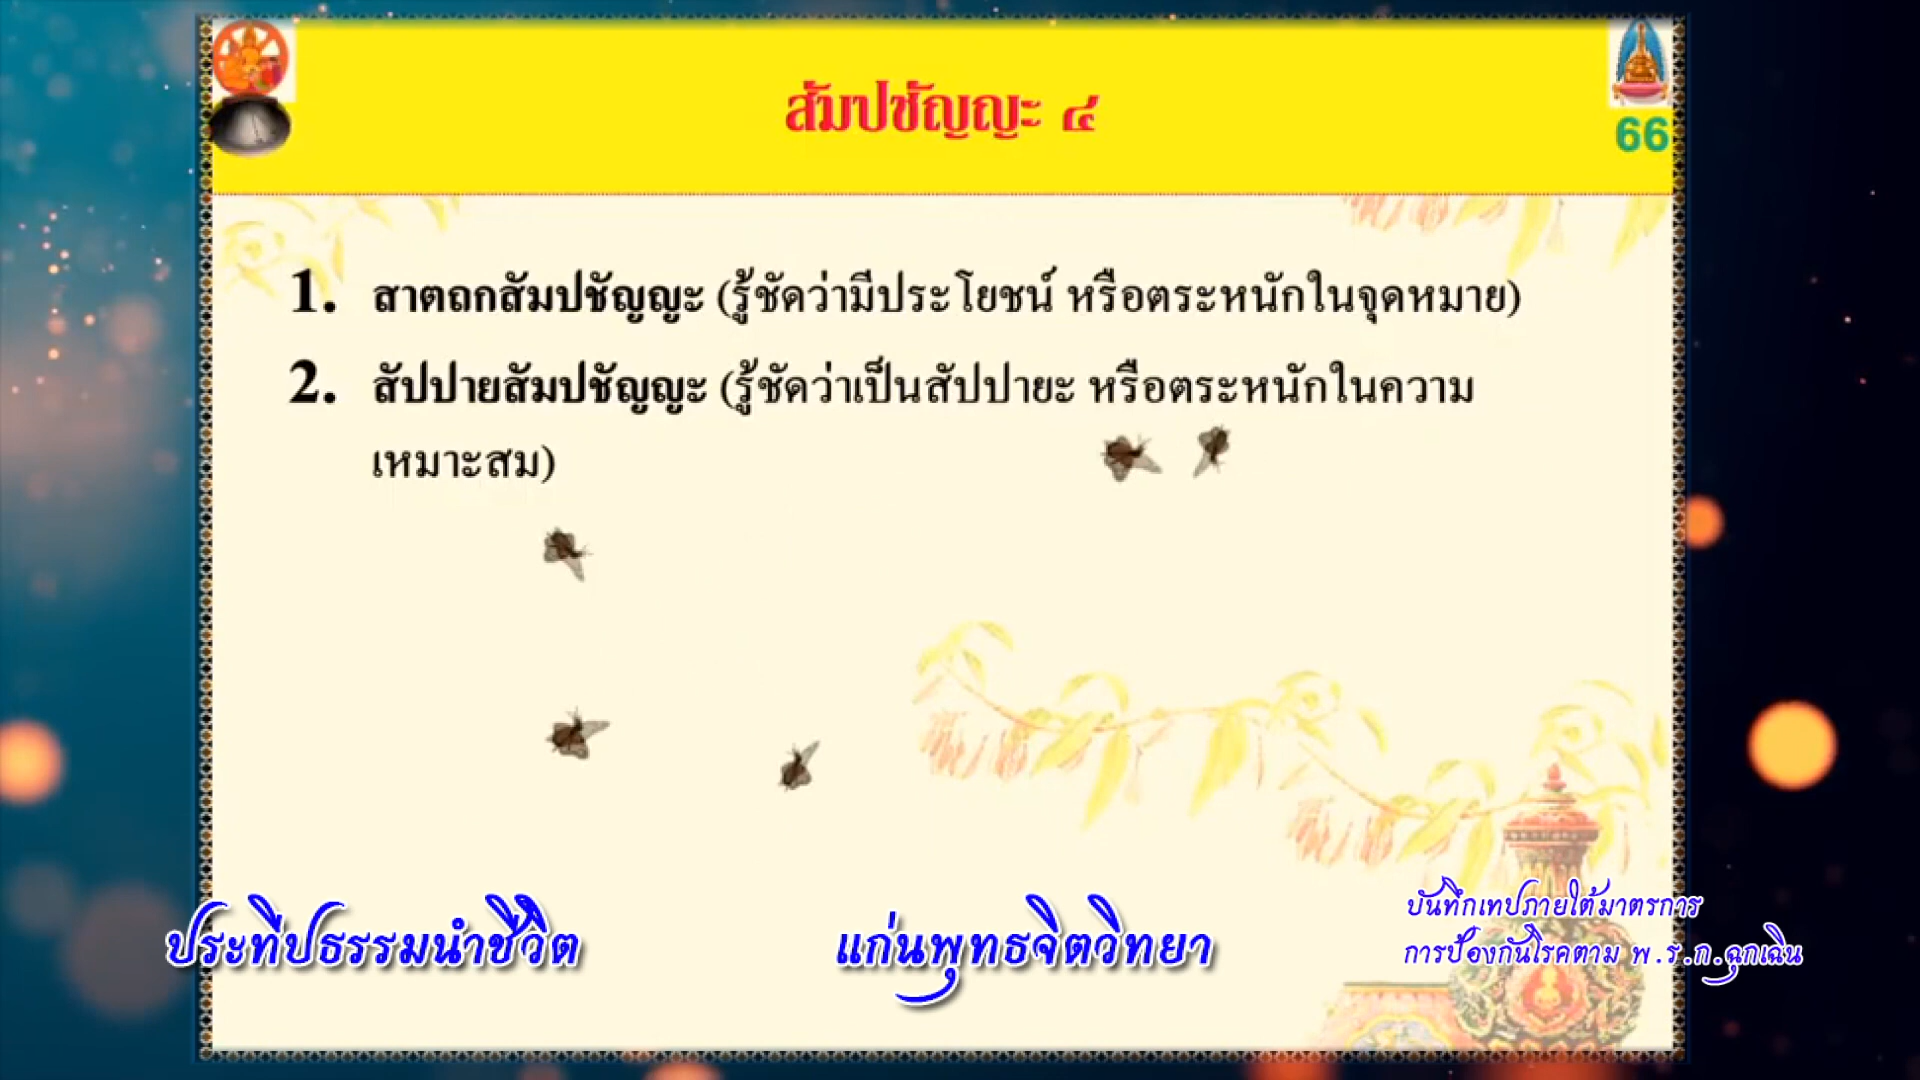 สัมปชัญญะ ๔
66
1. สาตถกสัมปชัญญะ (รู้ชัดว่ามีประโยชน์ หรือตระหนักในจุดหมาย)
2. สัปปายสัมปชัญญะ (รู้ชัดว่าเป็นสัปปายะ หรือตระหนักในความ
เหมาะสม)
ประทีปธรรมนำชีวิต
แก่นพุทธจิตวิทยา
บันทึกเทปภายใต้มาตรการ
การป้องกันโรคตาม พ.ร.ก.ฉุกเฉิน